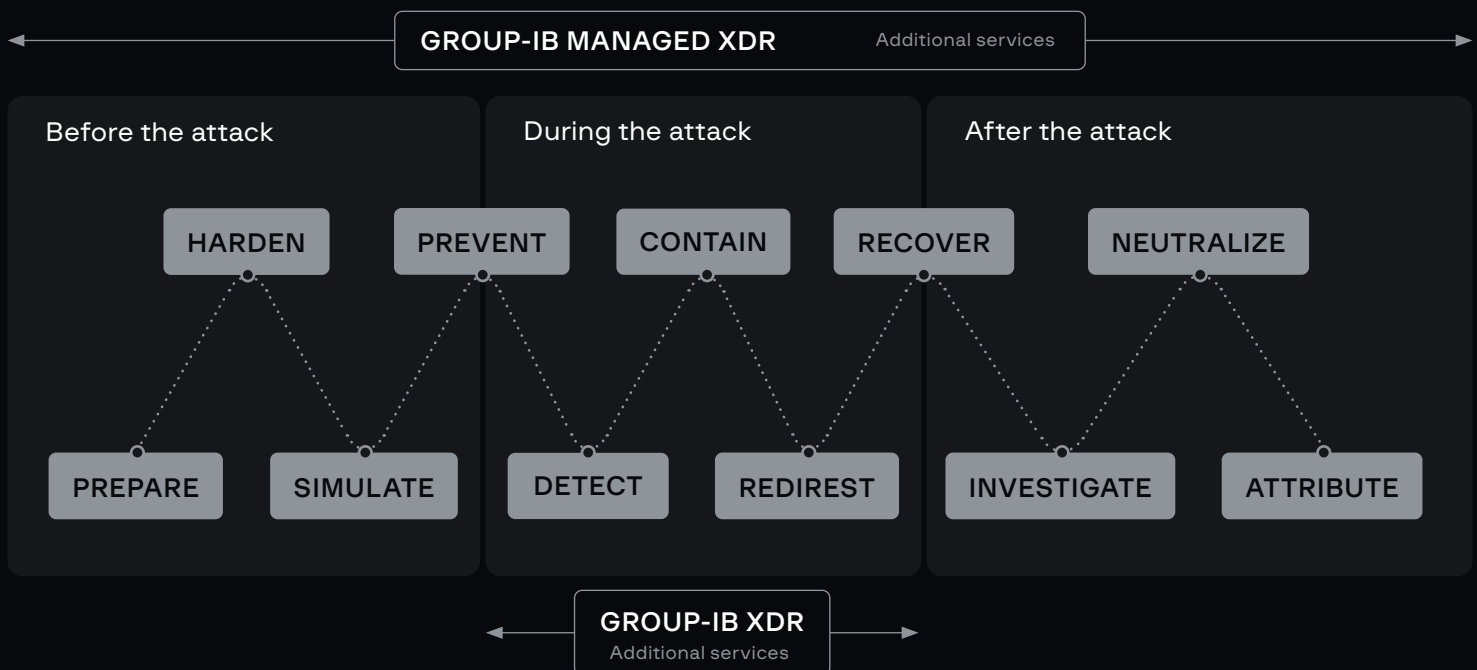 GROUP-IB MANAGED XDR
Additional services
Before the attack
During the attack
After the attack
HARDEN
PREVENT
CONTAIN
RECOVER
NEUTRALIZE
PREPARE
SIMULATE
DETECT
REDIREST
INVESTIGATE
ATTRIBUTE
GROUP-IB XDR
Additional services